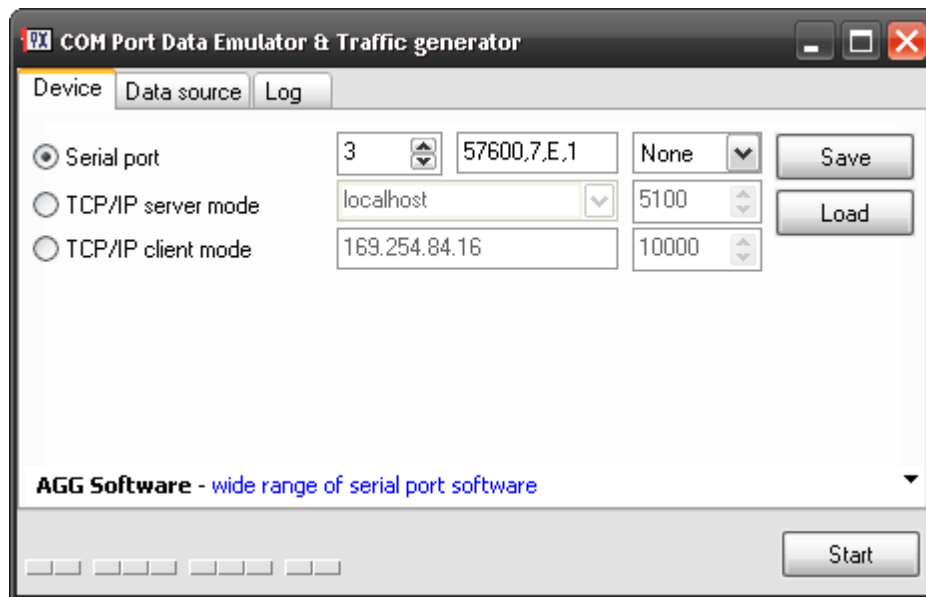 COM Port Data Emulator & Traffic generator
Device Data source Log
Serial port 3 57600,7,E,1 None Save
TCP/IP server mode localhost 5100 Load
TCP/IP client mode 169.254.84.16 10000
AGG Software - wide range of serial port software
Start